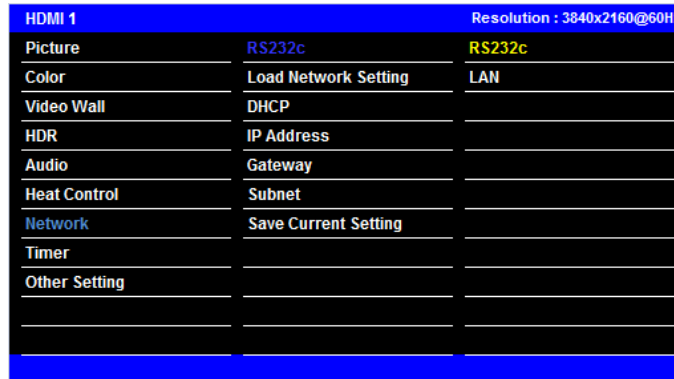 HDMI 1 Resolution : 3840x2160@60H
Picture RS232c RS232c
Color Load Network Setting LAN
Video Wall DHCP
HDR IP Address
Audio Gateway
Heat Control Subnet
Network Save Current Setting
Timer
Other Setting